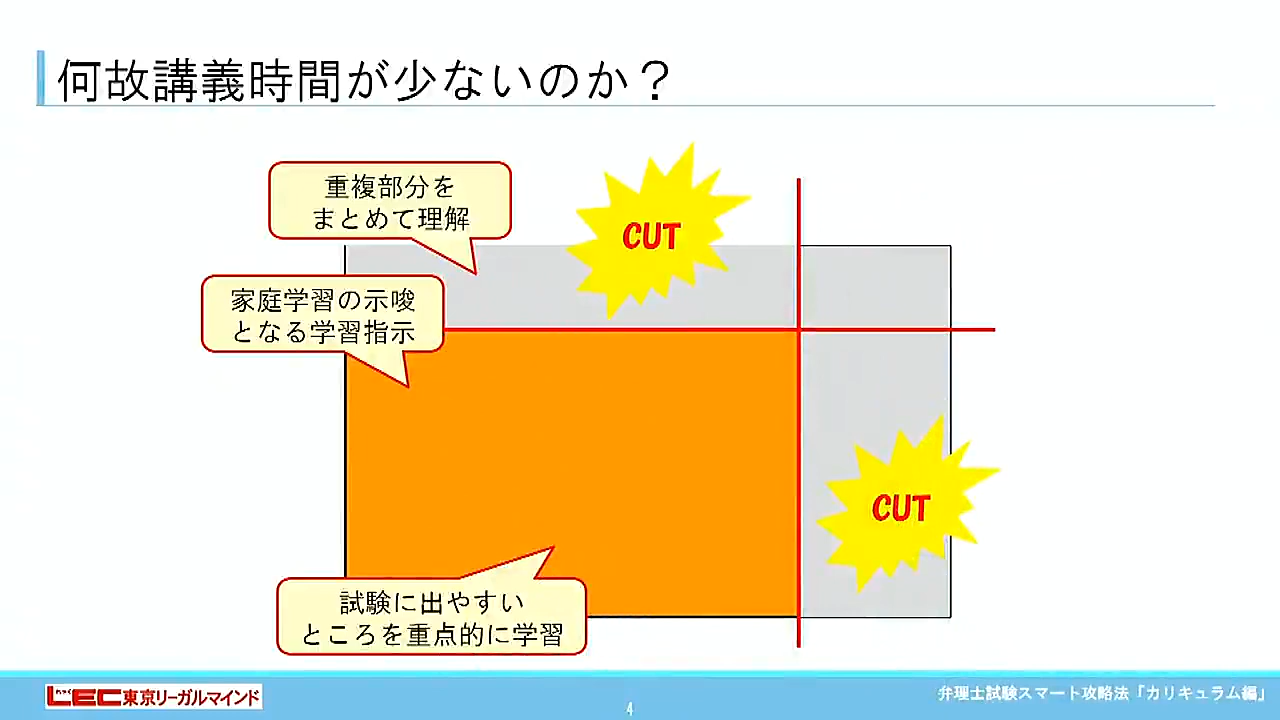 何故講義時間が少ないのか？
重複部分を
まとめて理解
CUT
家庭学習の示唆
となる学習指示
CUT
試験に出やすい
ところを重点的に学習
LEC東京リーガルマインド
4
弁理士試験スマート攻略法「カリキュラム編」